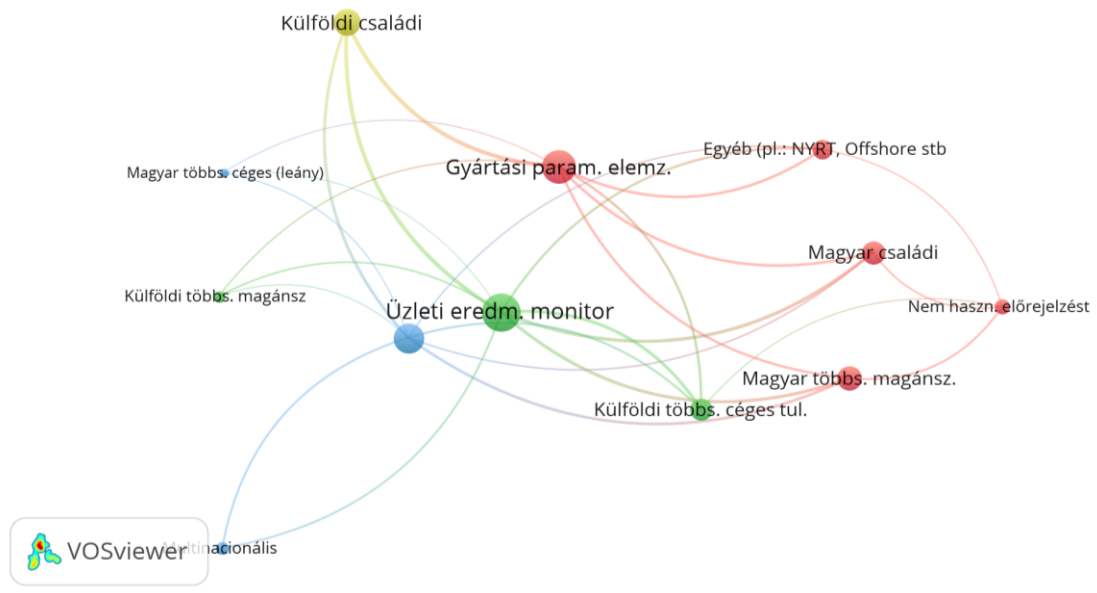 Külföldi családi
Egyéb (pl.: NYRT, Offshore stb
Gyártási param. elemz.
Magyar többs. céges (leány)
Magyar családi
Külföldi többs. magánsz
Nem haszn. előrejelzést
Üzleti eredm. monitor
Magyar többs. magánsz.
Külföldi többs. céges tul.
Multinacionális
VOSviewer